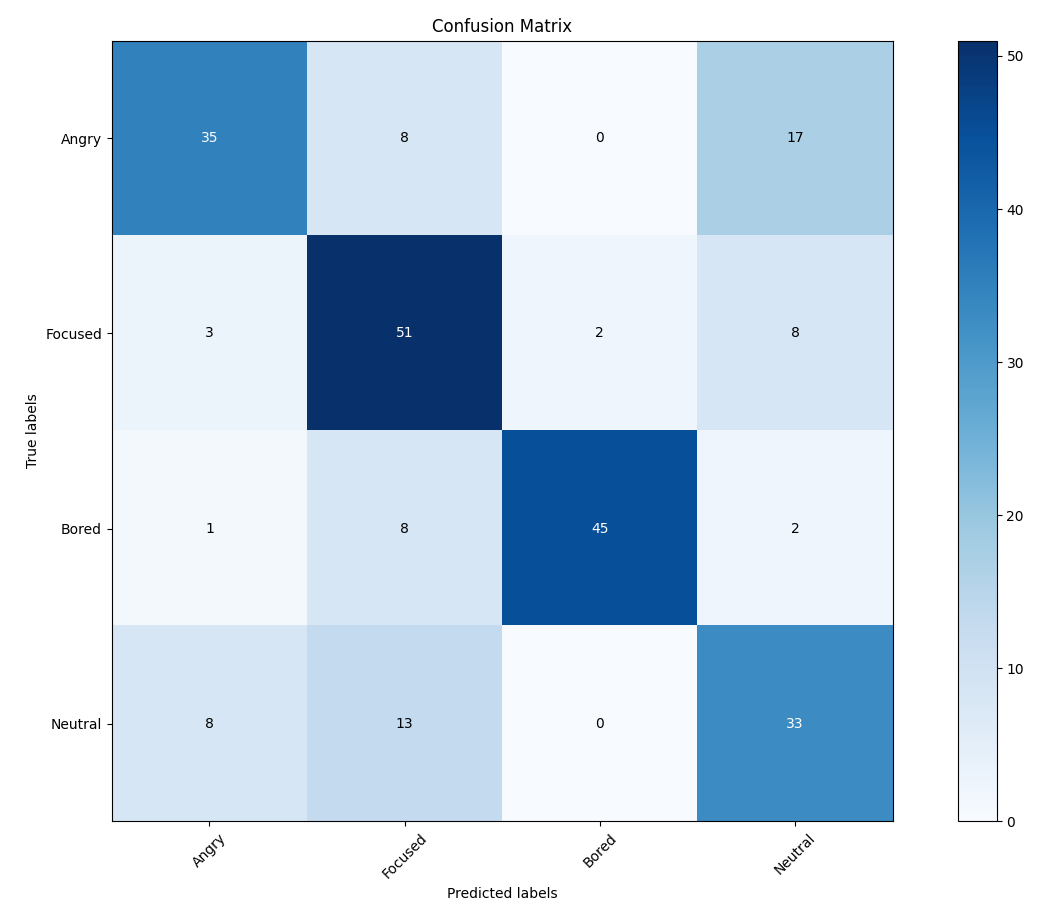 Confusion Matrix
Angry 35 8 0 17
Focused 3 51 2 8
Bored 1 8 45 2
Neutral 8 13 0 33
Angry Focused Bored Neutral
Predicted labels
True labels
50
40
30
20
10
0